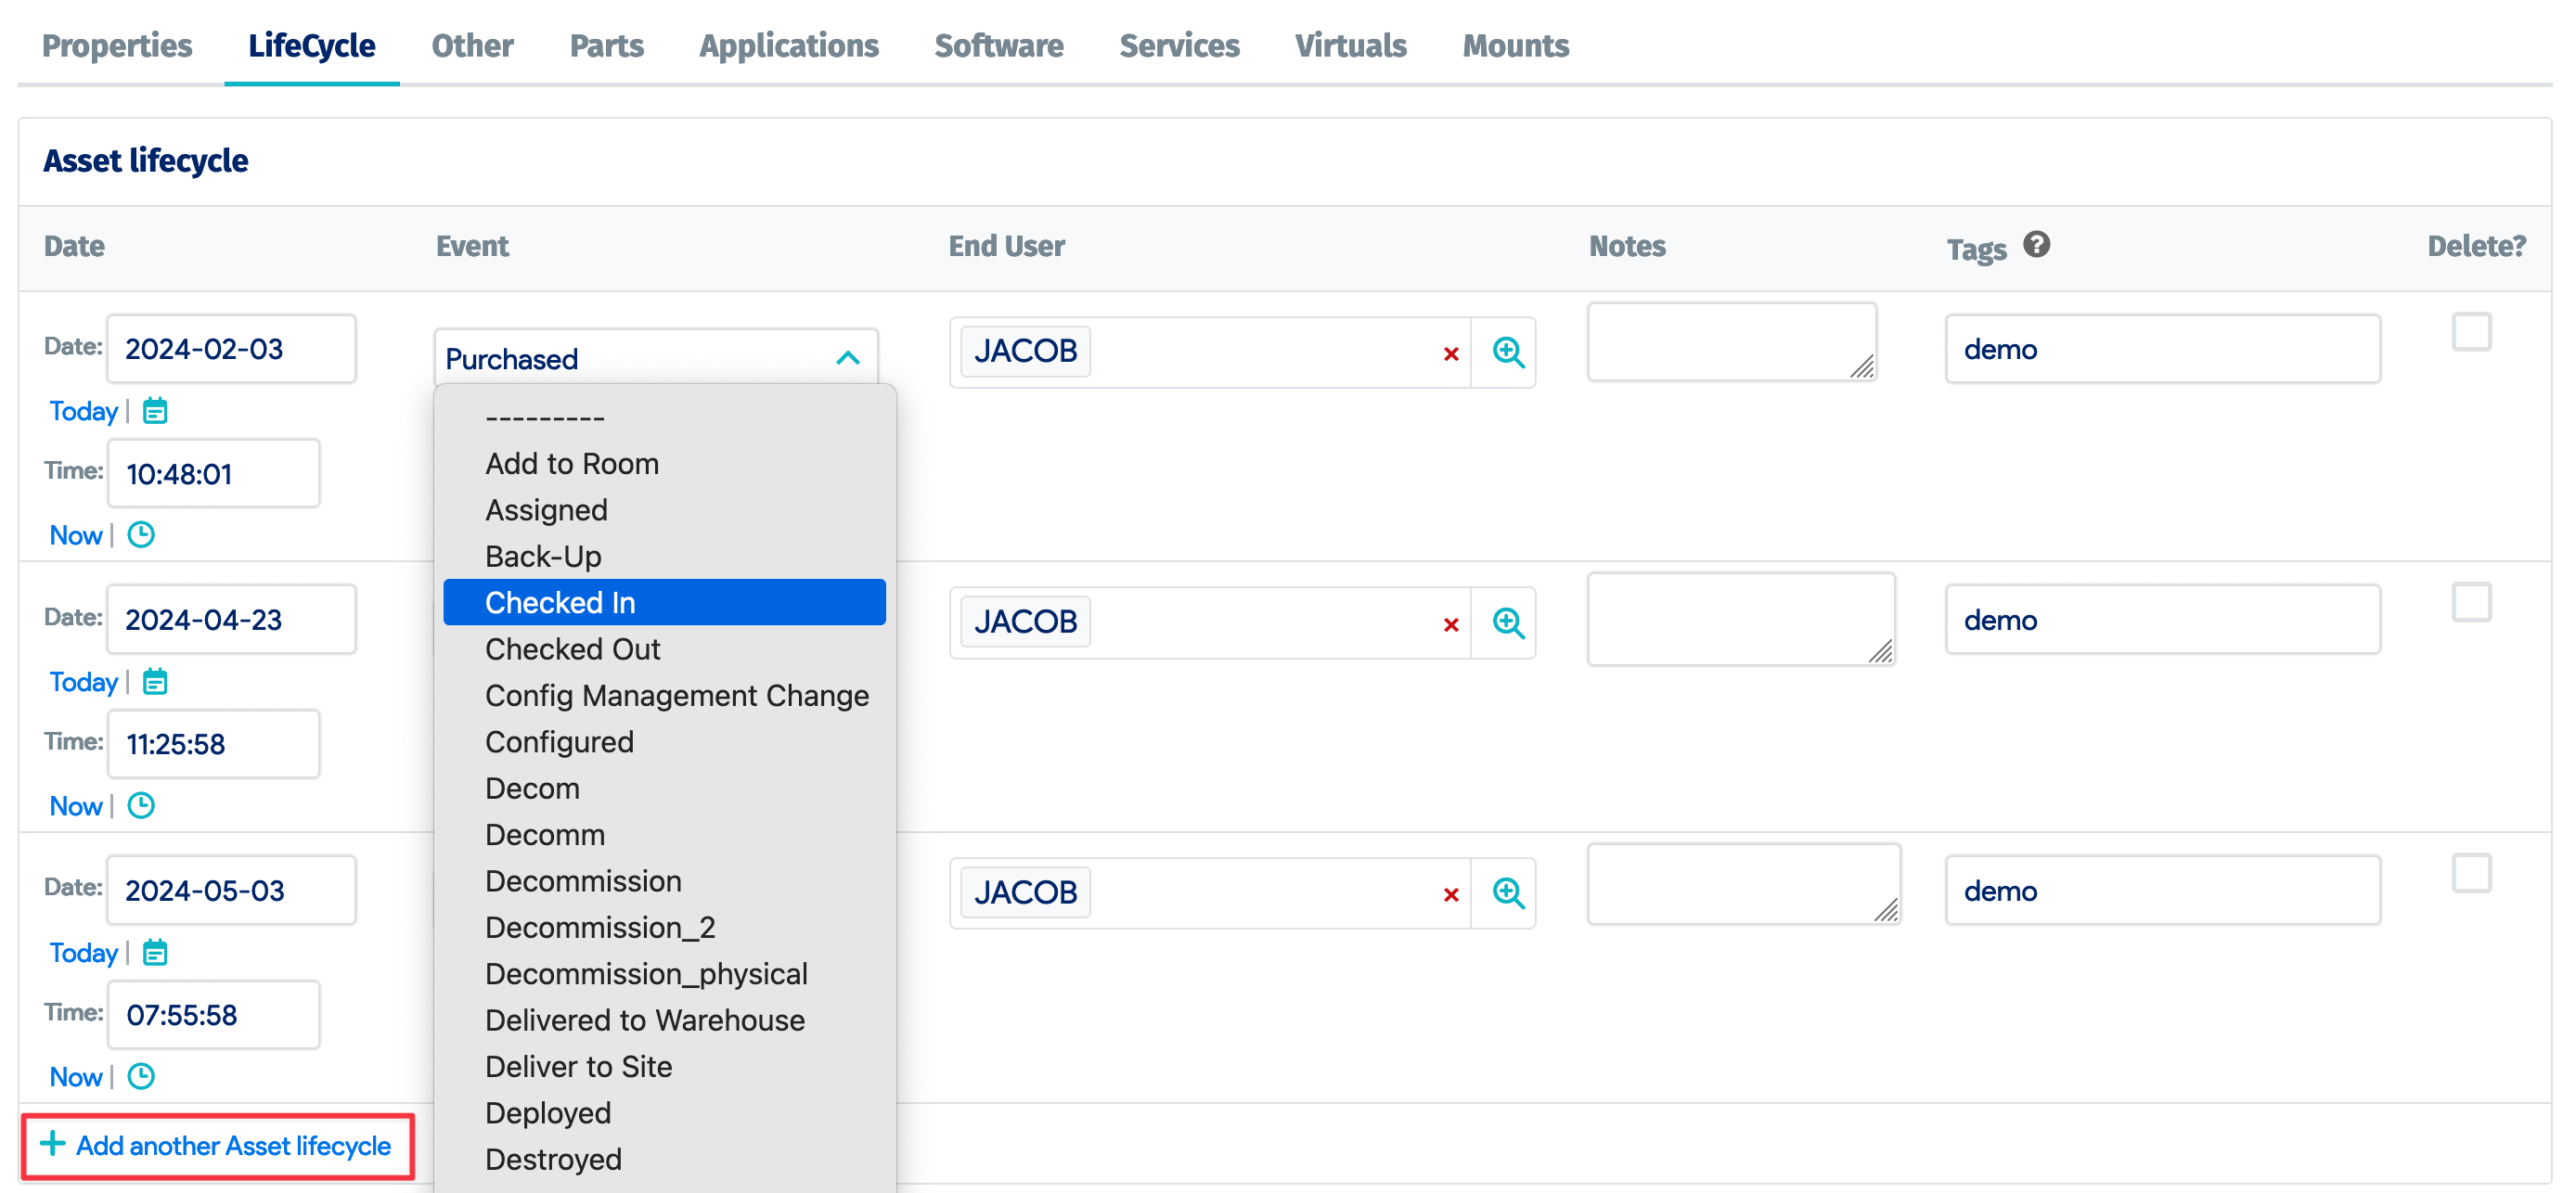 Properties LifeCycle Other Parts Applications Software Services Virtuals Mounts
Asset lifecycle
Date Event End User Notes Tags Delete?
Date: 2024-02-03 Purchased JACOB demo
Today |
Time: 10:48:01
Now |
---------
Add to Room
Assigned
Back-Up
Checked In
Checked Out
Config Management Change
Configured
Decom
Decomm
Decommission
Decommission_2
Decommission_physical
Delivered to Warehouse
Deliver to Site
Deployed
Destroyed
Date: 2024-04-23 JACOB demo
Today |
Time: 11:25:58
Now |
Date: 2024-05-03 JACOB demo
Today |
Time: 07:55:58
Now |
+ Add another Asset lifecycle